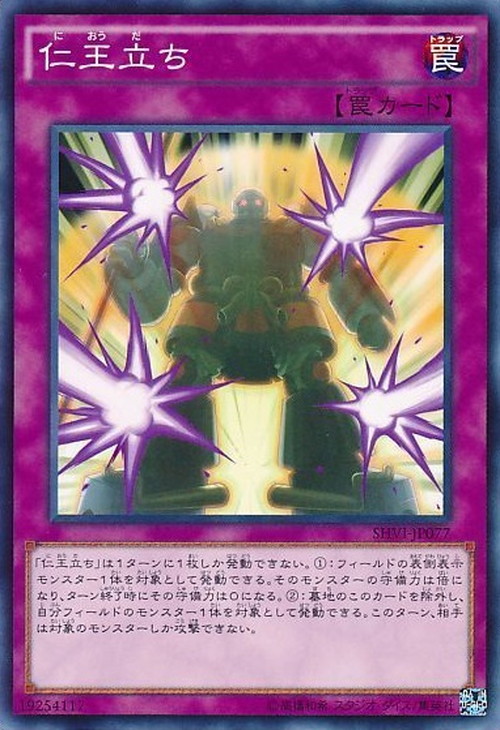 仁王立ち
罠
【罠カード】
SHVI-JP077
「仁王立ち」は1ターンに1枚しか発動できない。①:フィールドの表側表示
モンスター1体を対象として発動できる。そのモンスターの守備力は倍に
なり、ターン終了時にその守備力は0になる。②:墓地のこのカードを除外し、
自分フィールドのモンスター1体を対象として発動できる。このターン、相手
は対象のモンスターしか攻撃できない。
19254117
©高橋和希 スタジオ・ダイス/集英社